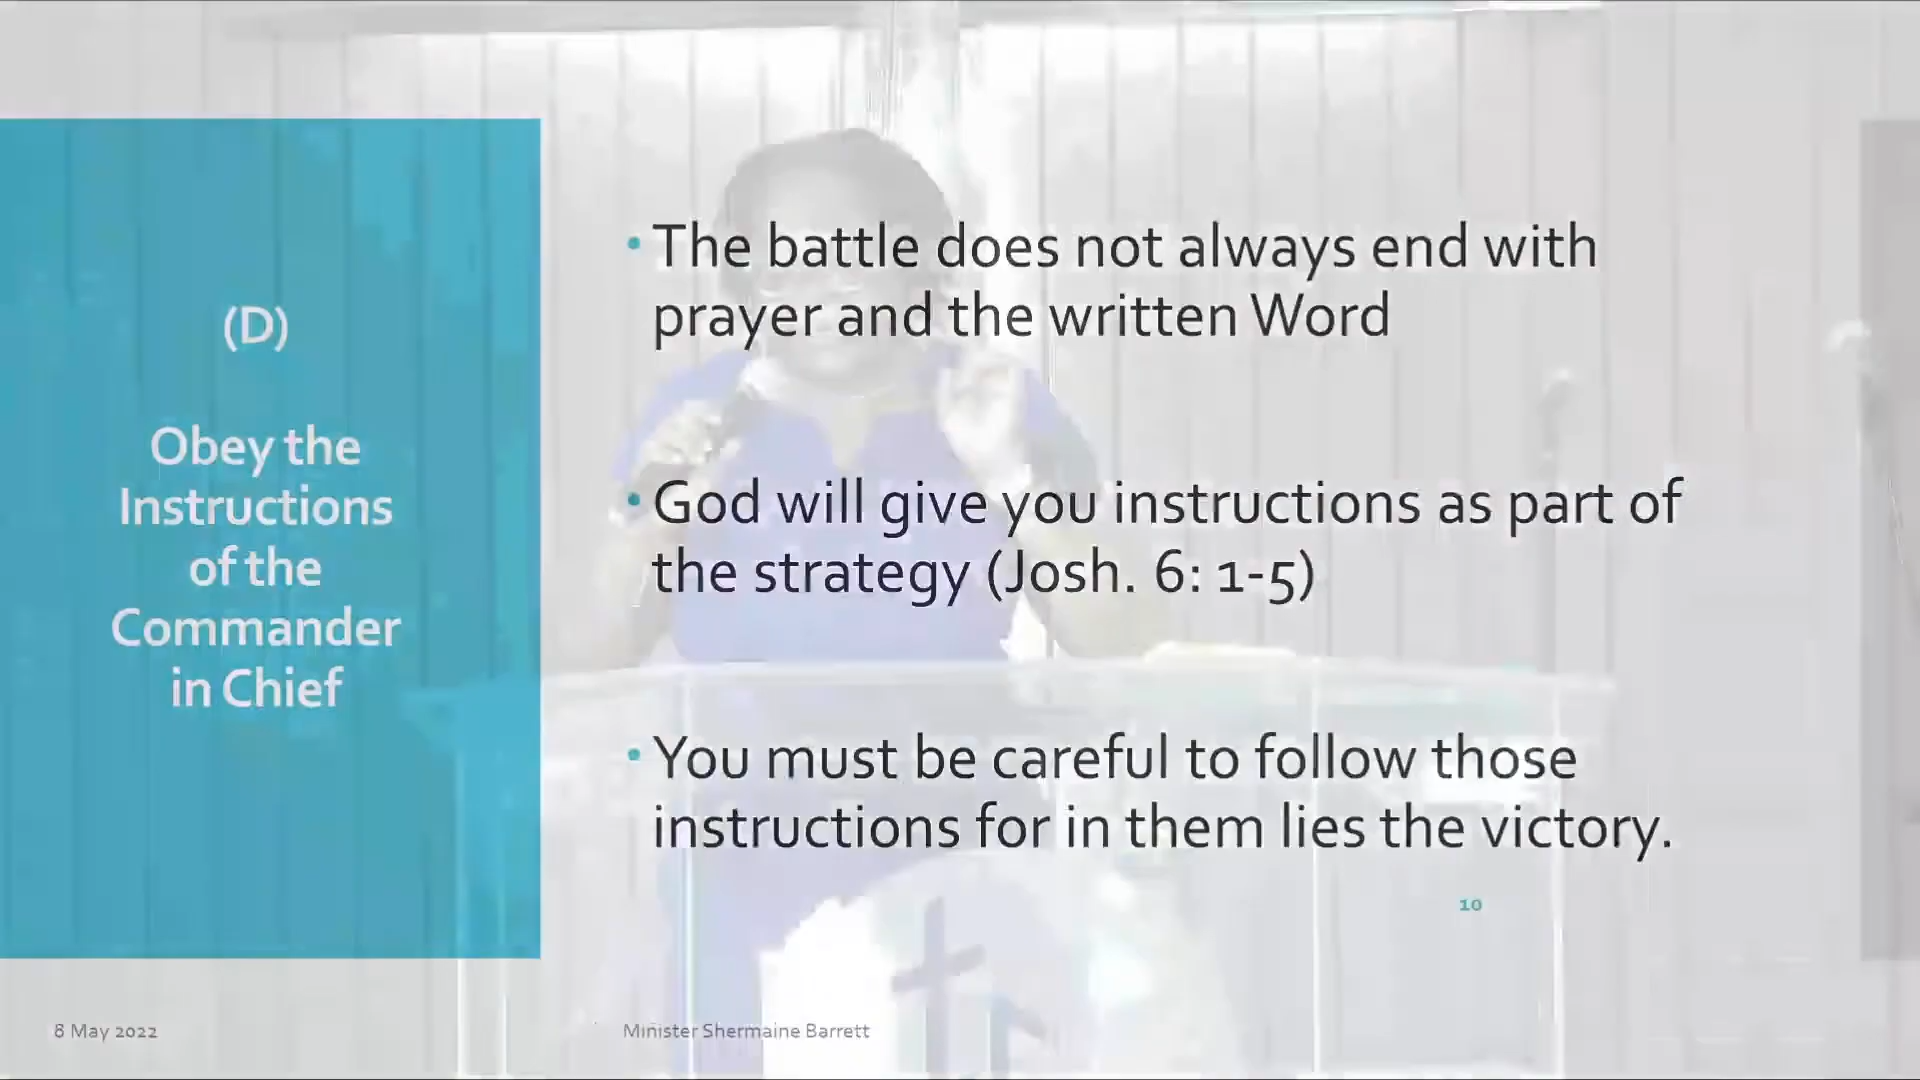 (D)
Obey the
Instructions
of the
Commander
in Chief
• The battle does not always end with
prayer and the written Word
• God will give you instructions as part of
the strategy (Josh. 6: 1-5)
• You must be careful to follow those
instructions for in them lies the victory.
10
8 May 2022
Minister Shermaine Barrett